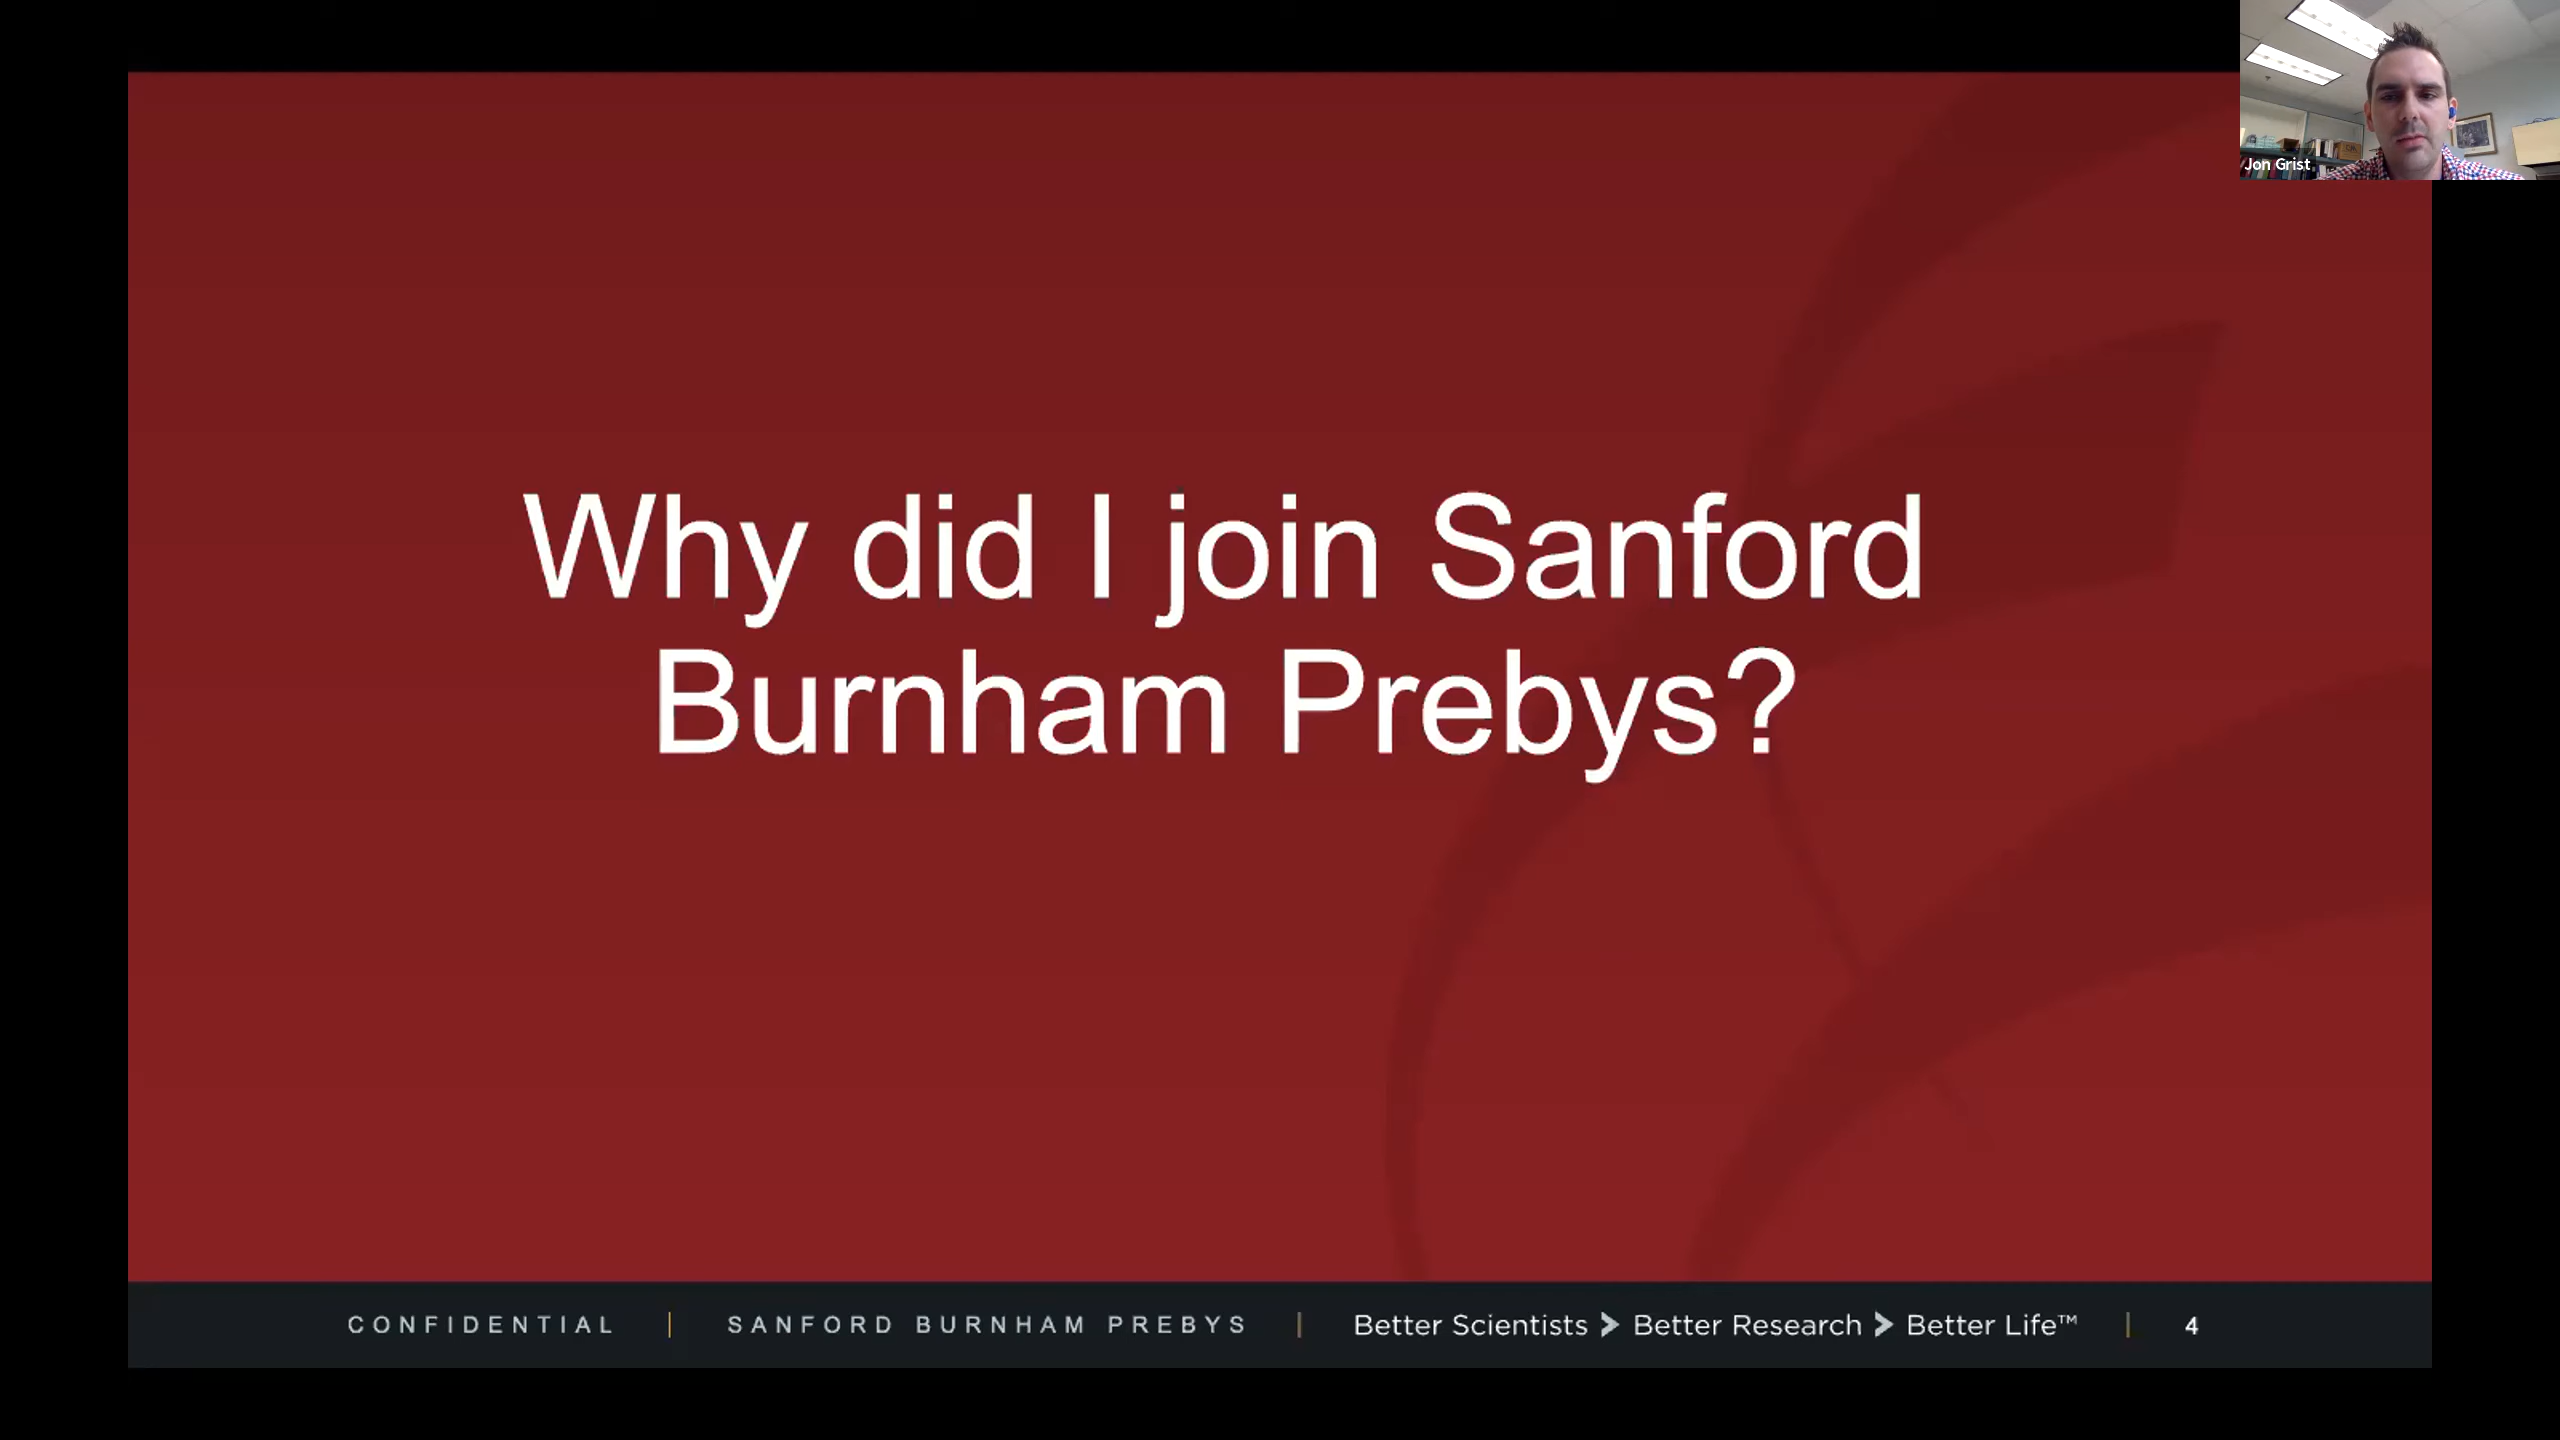 Jon Grist
Why did I join Sanford
Burnham Prebys?
CONFIDENTIAL | SANFORD BURNHAM PREBYS | Better Scientists > Better Research > Better Life™ | 4